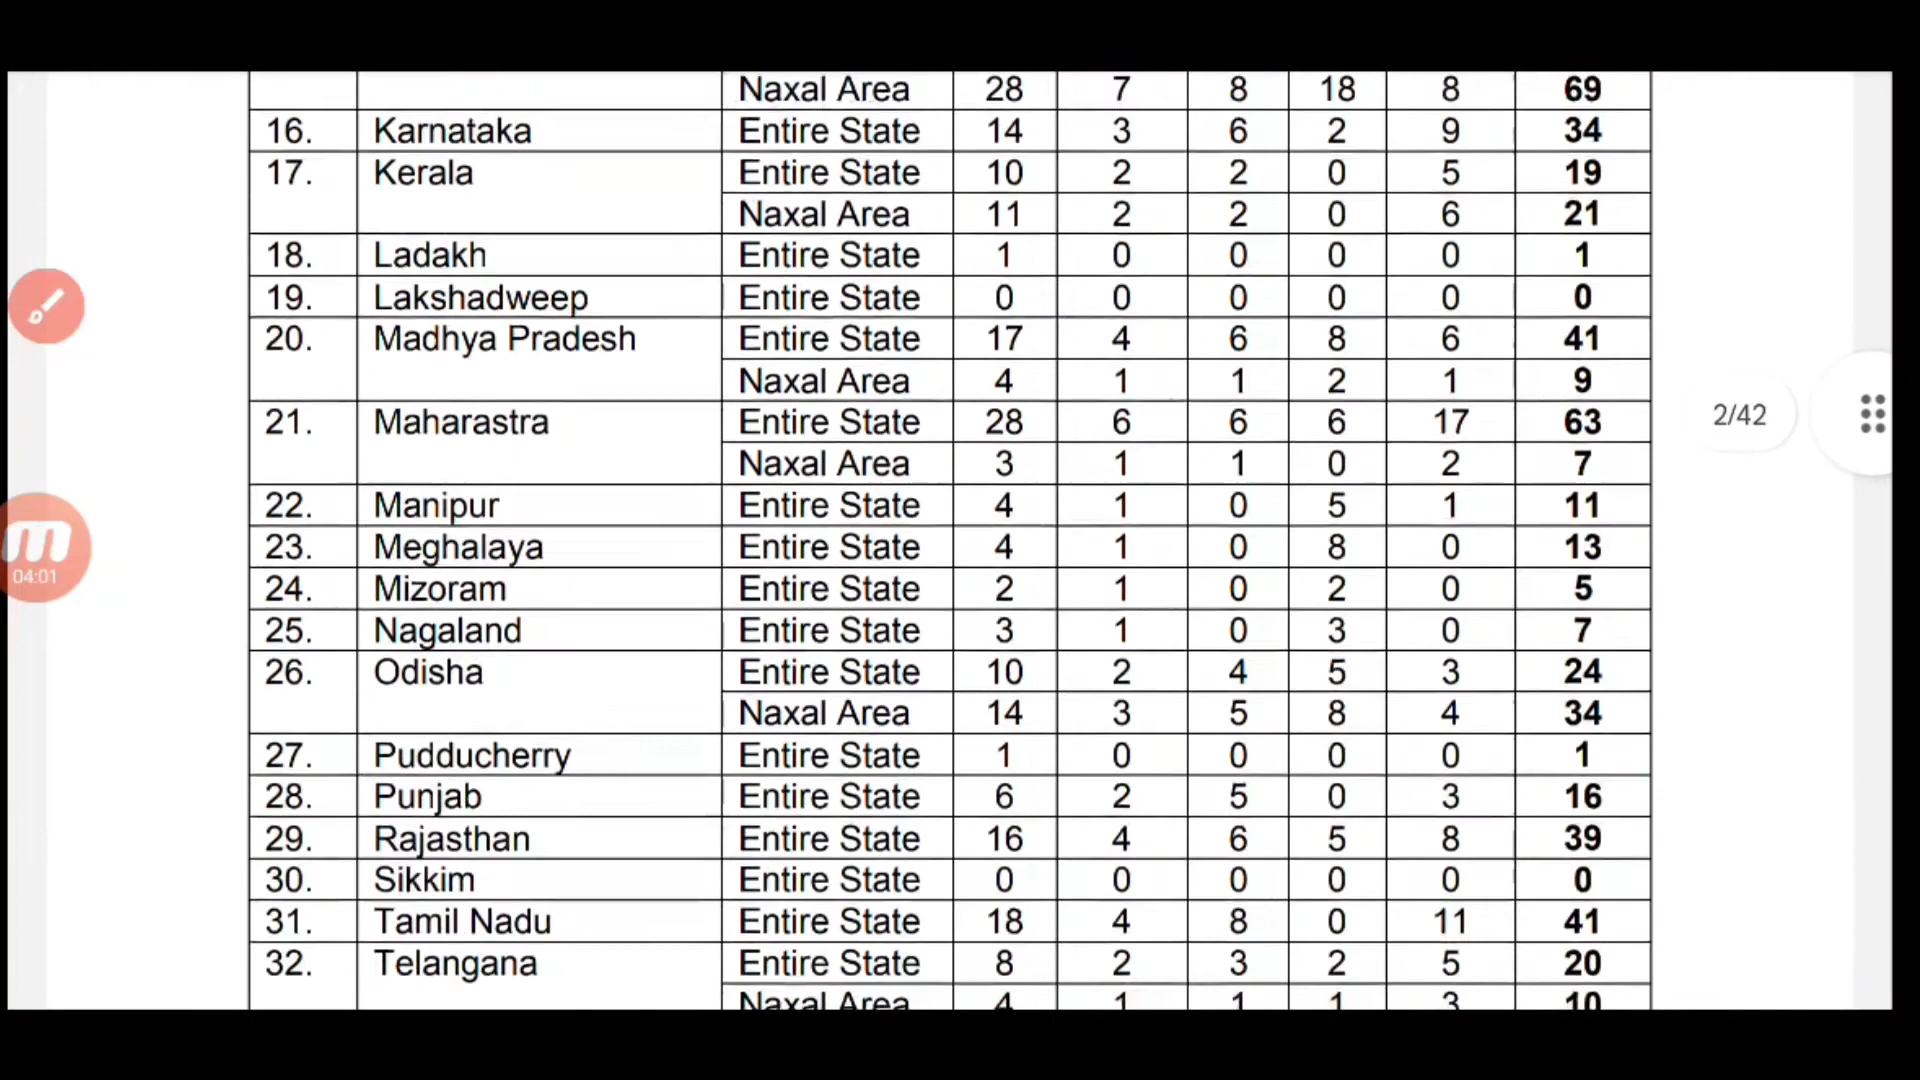 Naxal Area 28 7 8 18 8 69
16. Karnataka Entire State 14 3 6 2 9 34
17. Kerala Entire State 10 2 2 0 5 19
Naxal Area 11 2 2 0 6 21
18. Ladakh Entire State 1 0 0 0 0 1
19. Lakshadweep Entire State 0 0 0 0 0 0
20. Madhya Pradesh Entire State 17 4 6 8 6 41
Naxal Area 4 1 1 2 1 9
21. Maharastra Entire State 28 6 6 6 17 63
2/42
Naxal Area 3 1 1 0 2 7
22. Manipur Entire State 4 1 0 5 1 11
23. Meghalaya Entire State 4 1 0 8 0 13
m
04:01
24. Mizoram Entire State 2 1 0 2 0 5
25. Nagaland Entire State 3 1 0 3 0 7
26. Odisha Entire State 10 2 4 5 3 24
Naxal Area 14 3 5 8 4 34
27. Pudducherry Entire State 1 0 0 0 0 1
28. Punjab Entire State 6 2 5 0 3 16
29. Rajasthan Entire State 16 4 6 5 8 39
30. Sikkim Entire State 0 0 0 0 0 0
31. Tamil Nadu Entire State 18 4 8 0 11 41
32. Telangana Entire State 8 2 3 2 5 20
Naxal Area 4 1 1 1 3 10